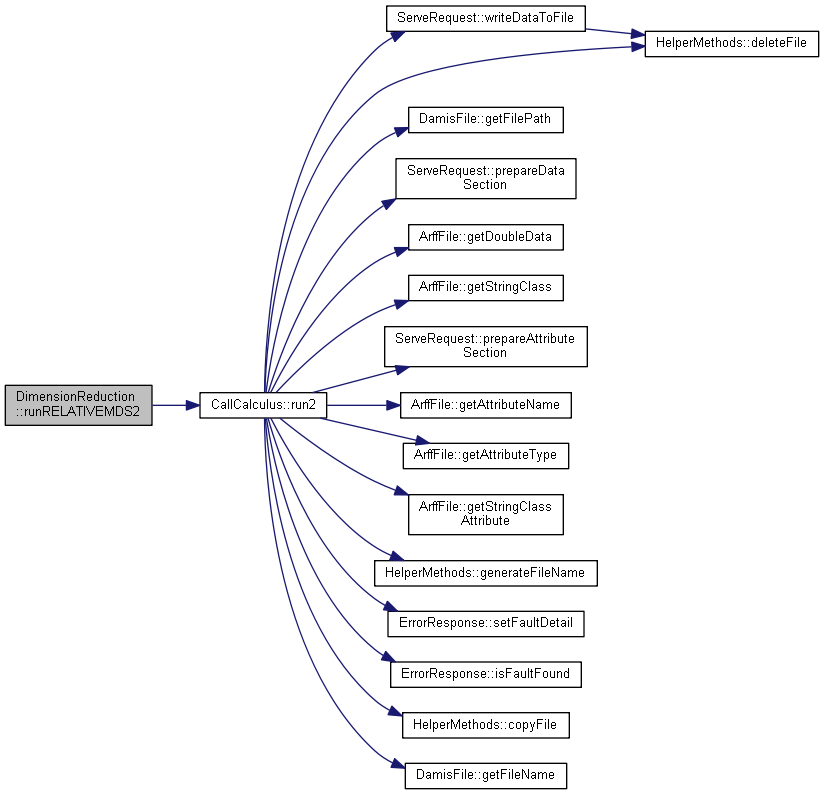 ServeRequest::writeDataToFile
HelperMethods::deleteFile
DamisFile::getFilePath
ServeRequest::prepareData
Section
ArffFile::getDoubleData
ArffFile::getStringClass
ServeRequest::prepareAttribute
Section
DimensionReduction
::runRELATIVEMDS2
CallCalculus::run2
ArffFile::getAttributeName
ArffFile::getAttributeType
ArffFile::getStringClass
Attribute
HelperMethods::generateFileName
ErrorResponse::setFaultDetail
ErrorResponse::isFaultFound
HelperMethods::copyFile
DamisFile::getFileName